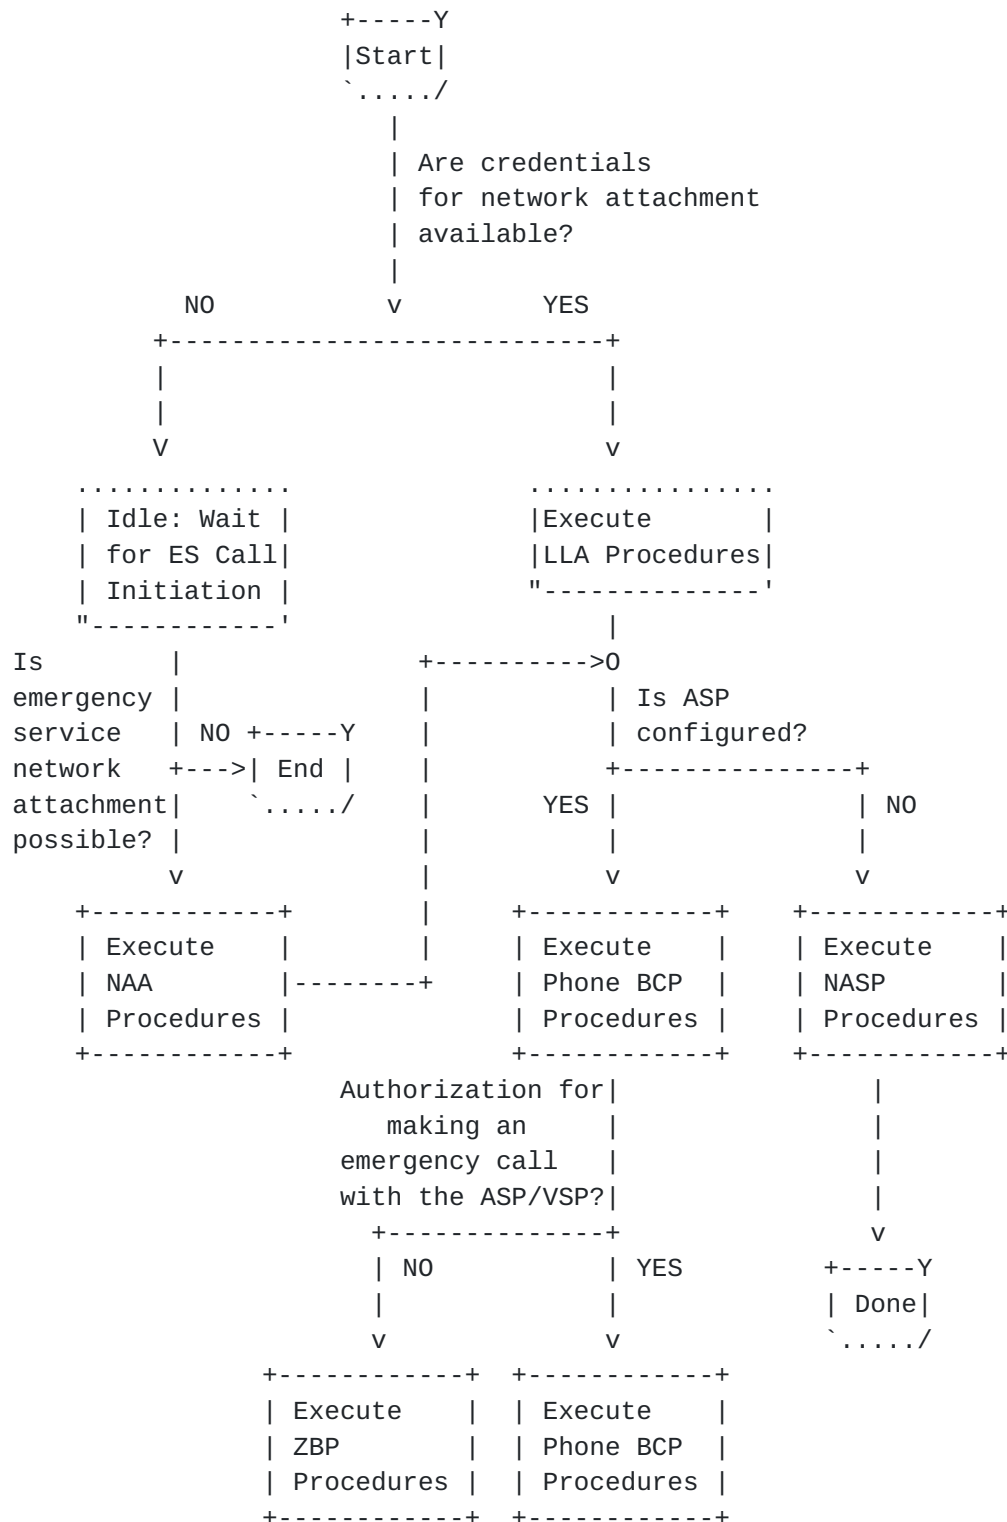 +-----Y
|Start|
`...../
|
| Are credentials
| for network attachment
| available?
|
NO v YES
+----------------------------+
| |
| |
V v
.............. ................
| Idle: Wait | |Execute |
| for ES Call| |LLA Procedures|
| Initiation | "--------------'
"------------' |
Is | +---------->O
emergency | | | Is ASP
service | NO +-----Y | | configured?
network +--->| End | | +---------------+
attachment| `...../ | YES | | NO
possible? | | | |
v | v v
+------------+ | +------------+ +------------+
| Execute | | | Execute | | Execute |
| NAA |--------+ | Phone BCP | | NASP |
| Procedures | | Procedures | | Procedures |
+------------+ +------------+ +------------+
Authorization for| |
making an | |
emergency call | |
with the ASP/VSP?| |
+--------------+ v
| NO | YES +-----Y
| | | Done|
v v `...../
+------------+ +------------+
| Execute | | Execute |
| ZBP | | Phone BCP |
| Procedures | | Procedures |
+------------+ +------------+